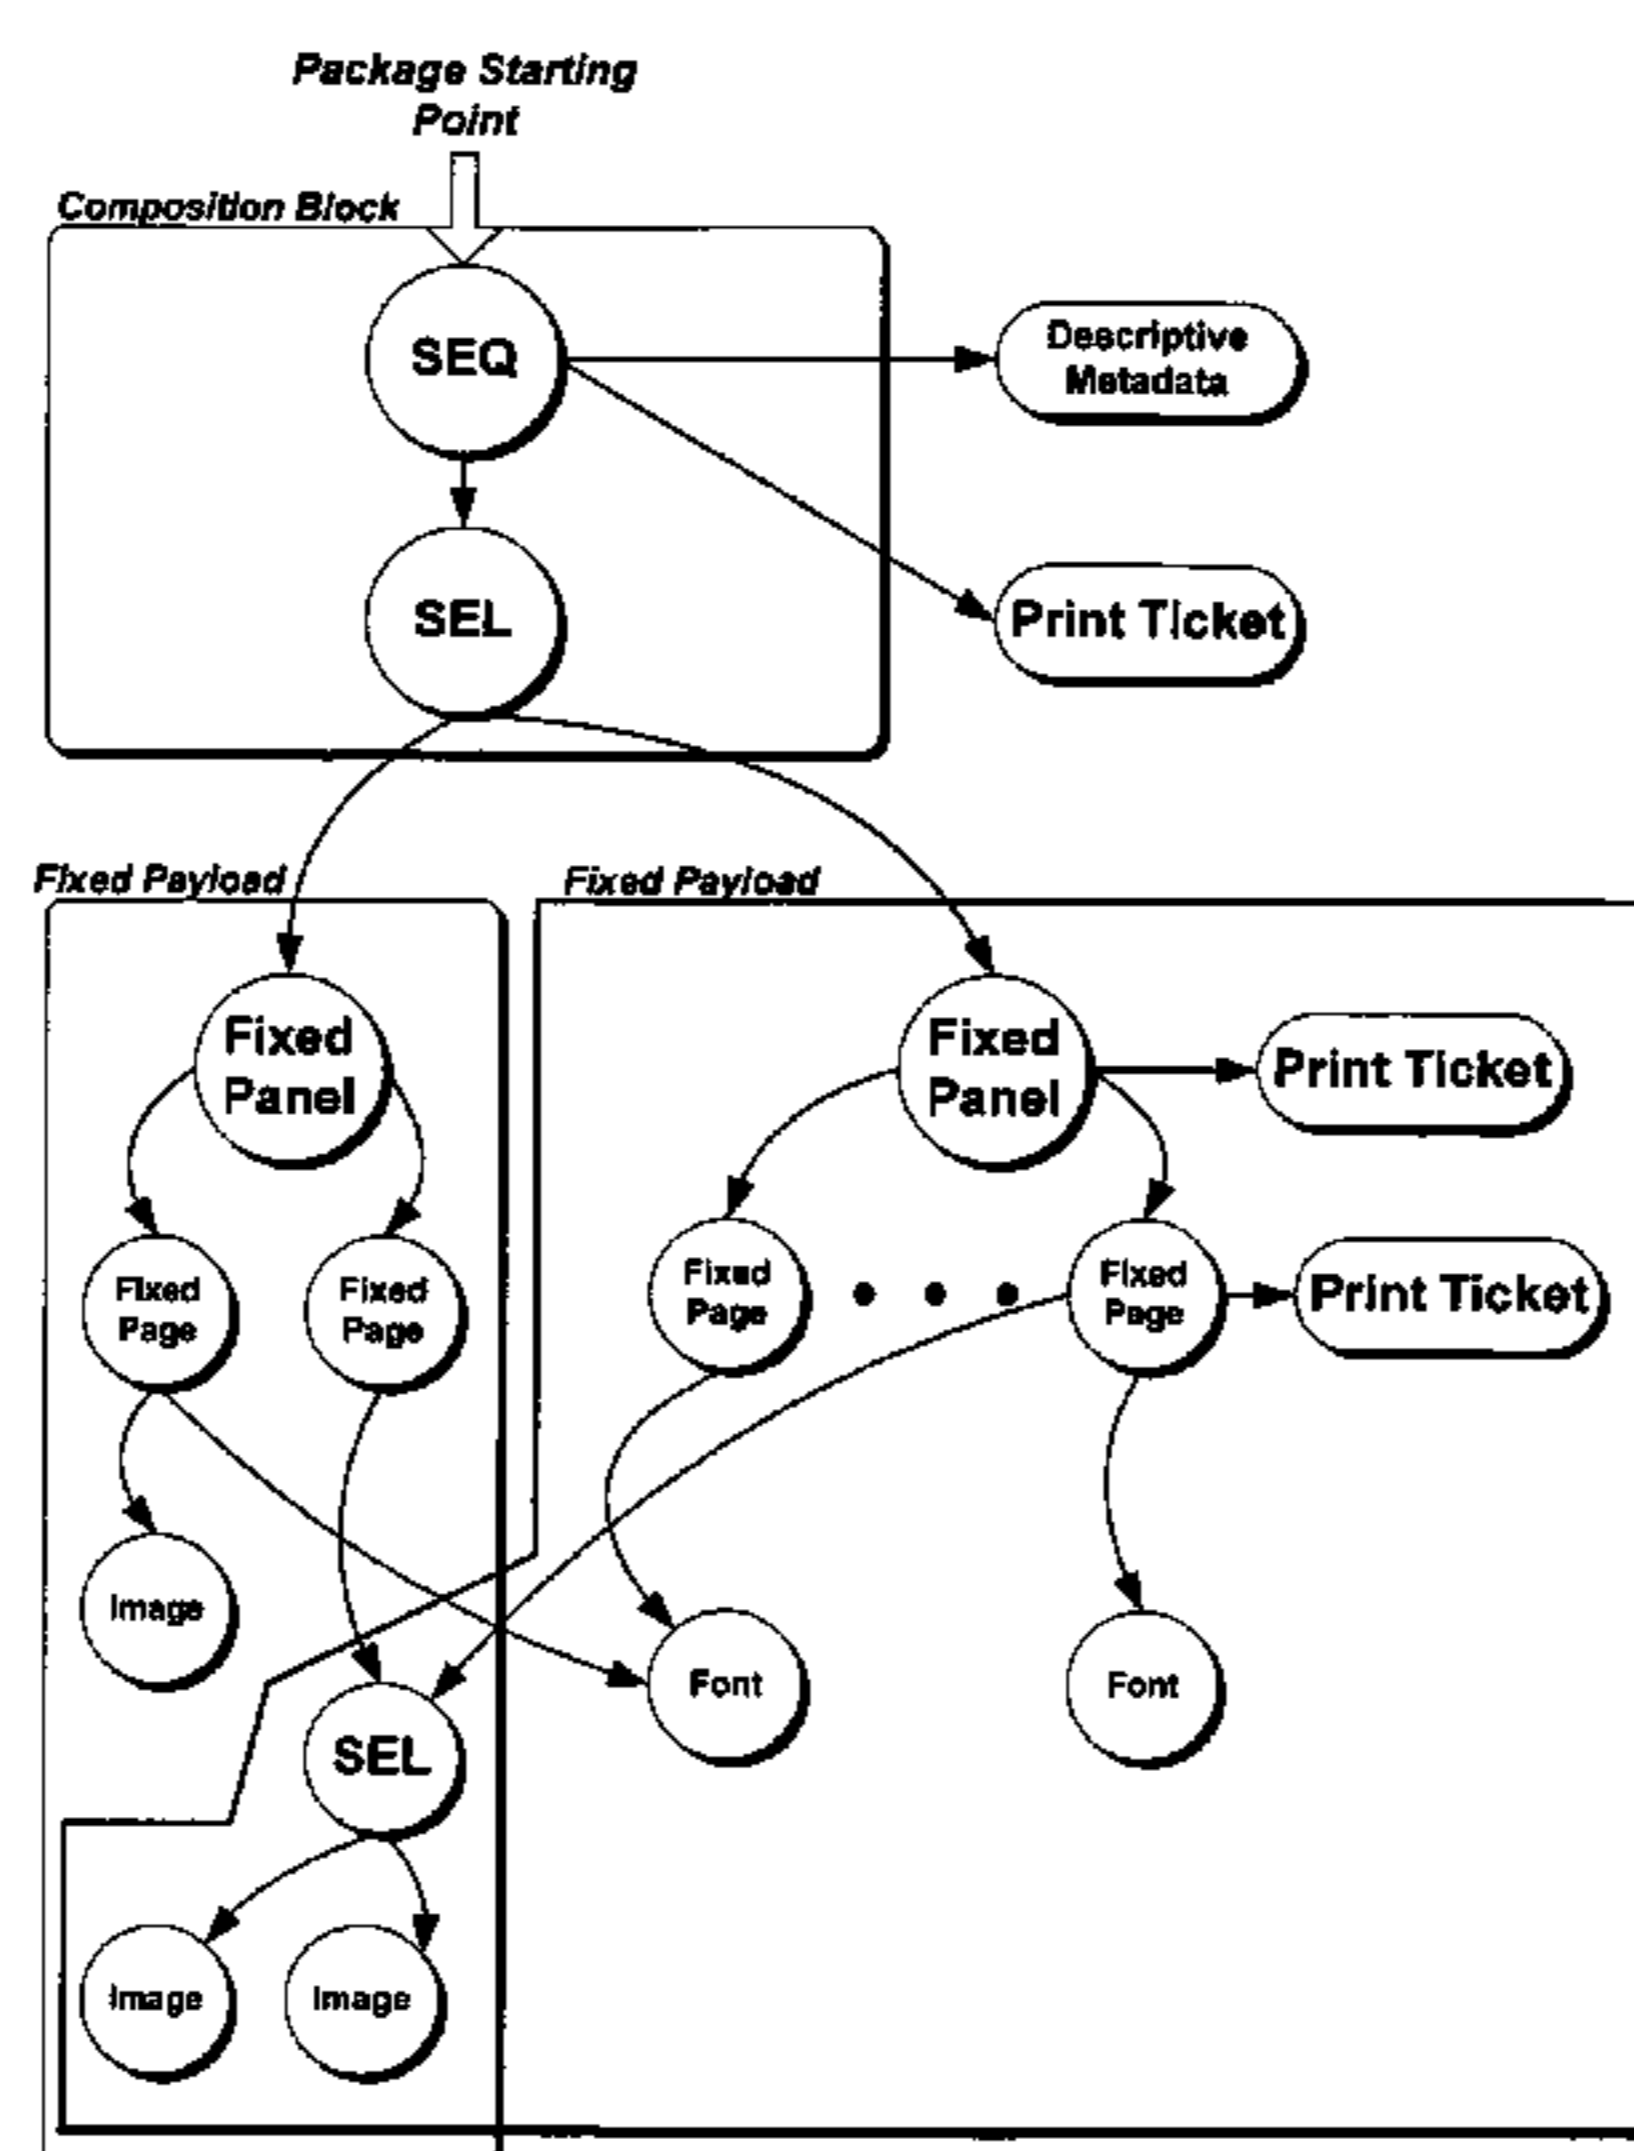 Package Starting
Point
Composition Block
SEQ
Descriptive
Metadata
SEL
Print Ticket
Fixed Payload
Fixed Payload
Fixed
Panel
Fixed
Panel
Print Ticket
Fixed
Page
Fixed
Page
Fixed
Page
Fixed
Page
Print Ticket
Image
Font
Font
SEL
Image
Image